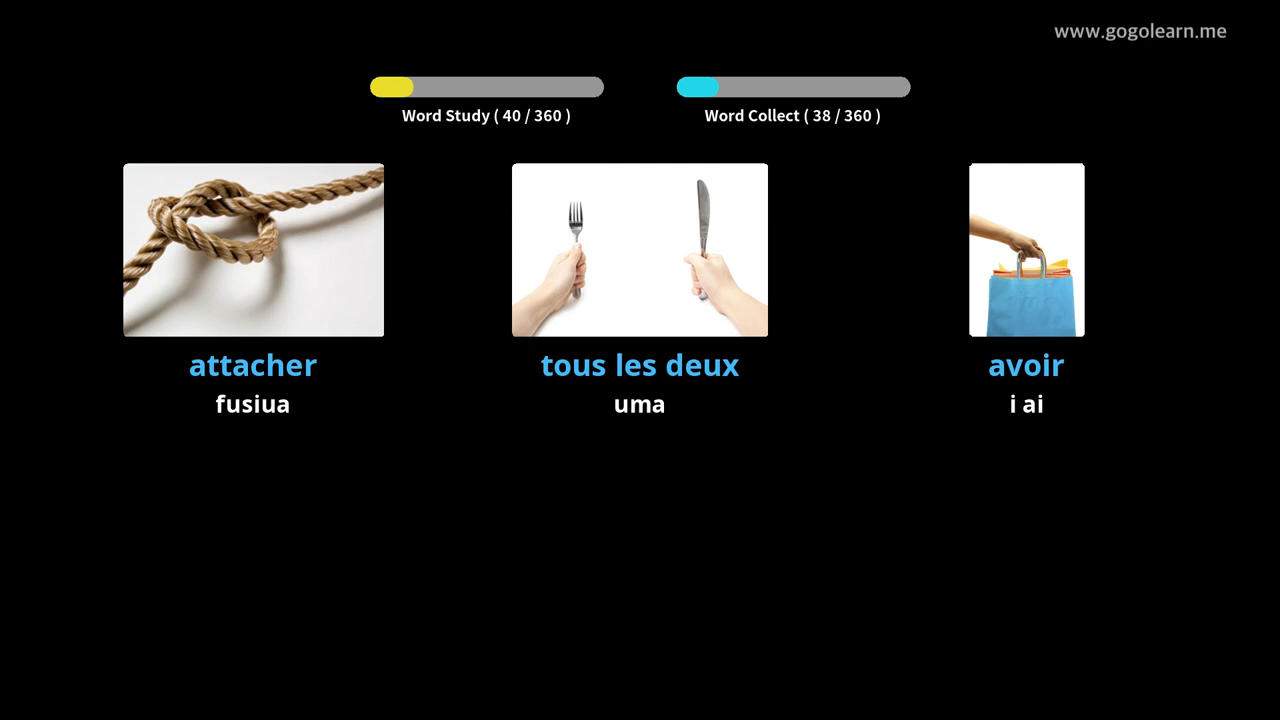 www.gogolearn.me
Word Study ( 40 / 360 )
Word Collect ( 38 / 360 )
attacher
tous les deux
avoir
fusiua
uma
i ai